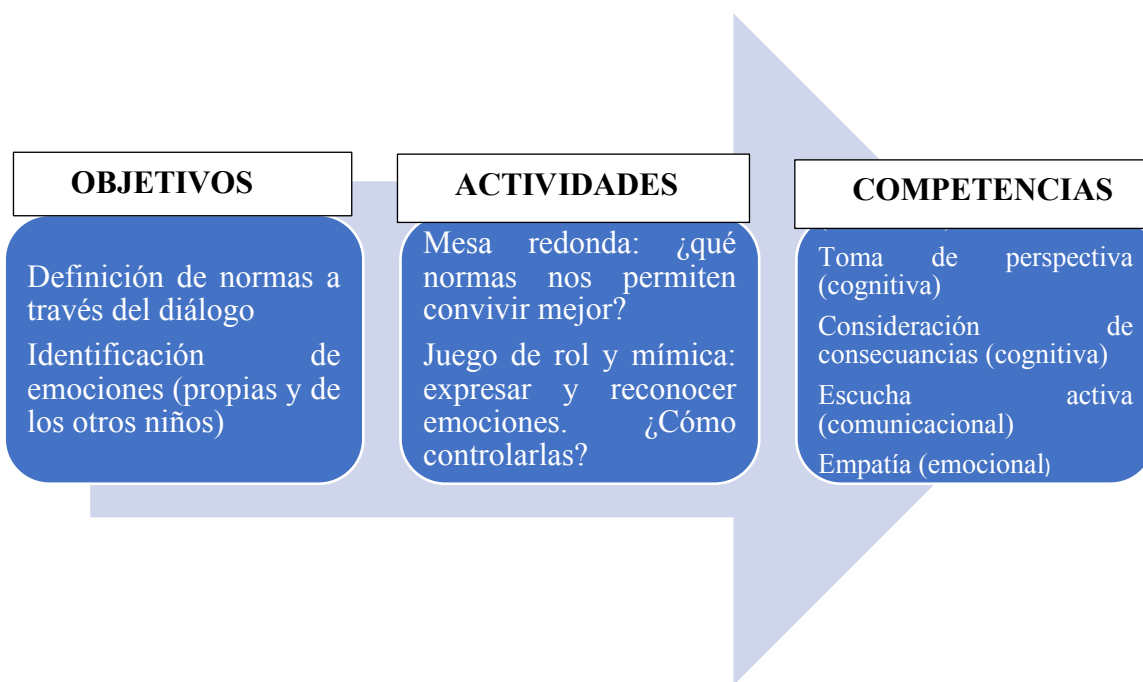 OBJETIVOS
Definición de normas a
través del diálogo
Identificación de
emociones (propias y de
los otros niños)
ACTIVIDADES
Mesa redonda: ¿qué
normas nos permiten
convivir mejor?
Juego de rol y mímica:
expresar y reconocer
emociones. ¿Cómo
controlarlas?
COMPETENCIAS
Toma de perspectiva
(cognitiva)
Consideración de
consecuancias (cognitiva)
Escucha activa
(comunicacional)
Empatía (emocional)